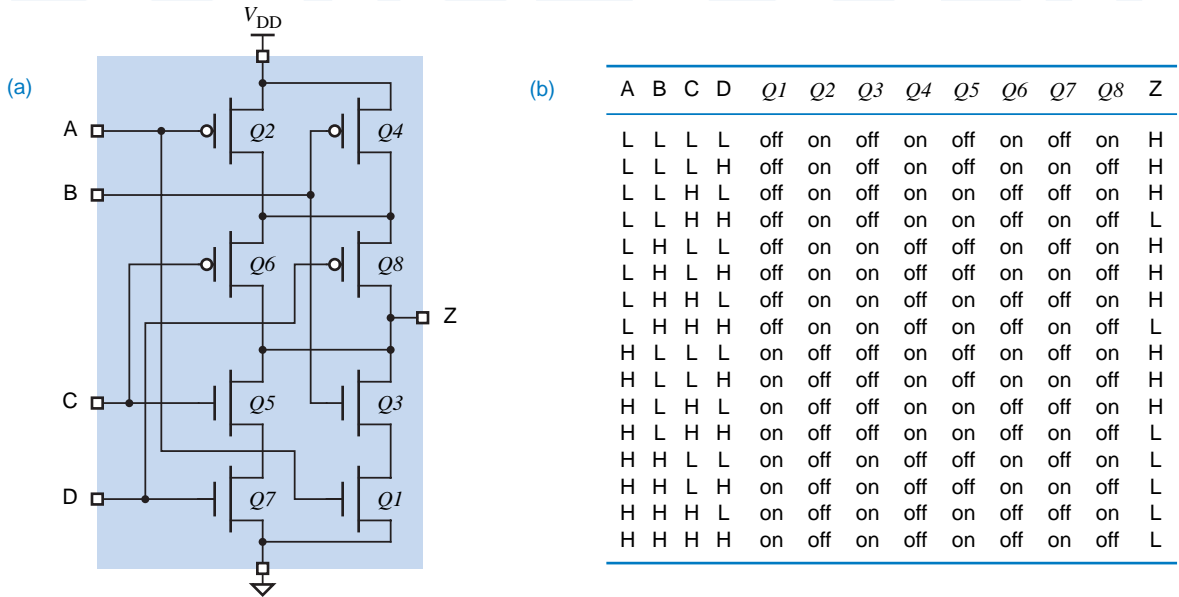 V_DD
(a)
A
Q2
Q4
B
Q6
Q8
Z
C
Q5
Q3
D
Q7
Q1
(b)
A B C D Q1 Q2 Q3 Q4 Q5 Q6 Q7 Q8 Z
L L L L off on off on off on off on H
L L L H off on off on off on on off H
L L H L off on off on on off off on H
L L H H off on off on on off on off L
L H L L off on on off off on off on H
L H L H off on on off off on on off H
L H H L off on on off on off off on H
L H H H off on on off on off on off L
H L L L on off off on off on off on H
H L L H on off off on off on on off H
H L H L on off off on on off off on H
H L H H on off off on on off on off L
H H L L on off on off off on off on L
H H L H on off on off off on on off L
H H H L on off on off on off off on L
H H H H on off on off on off on off L